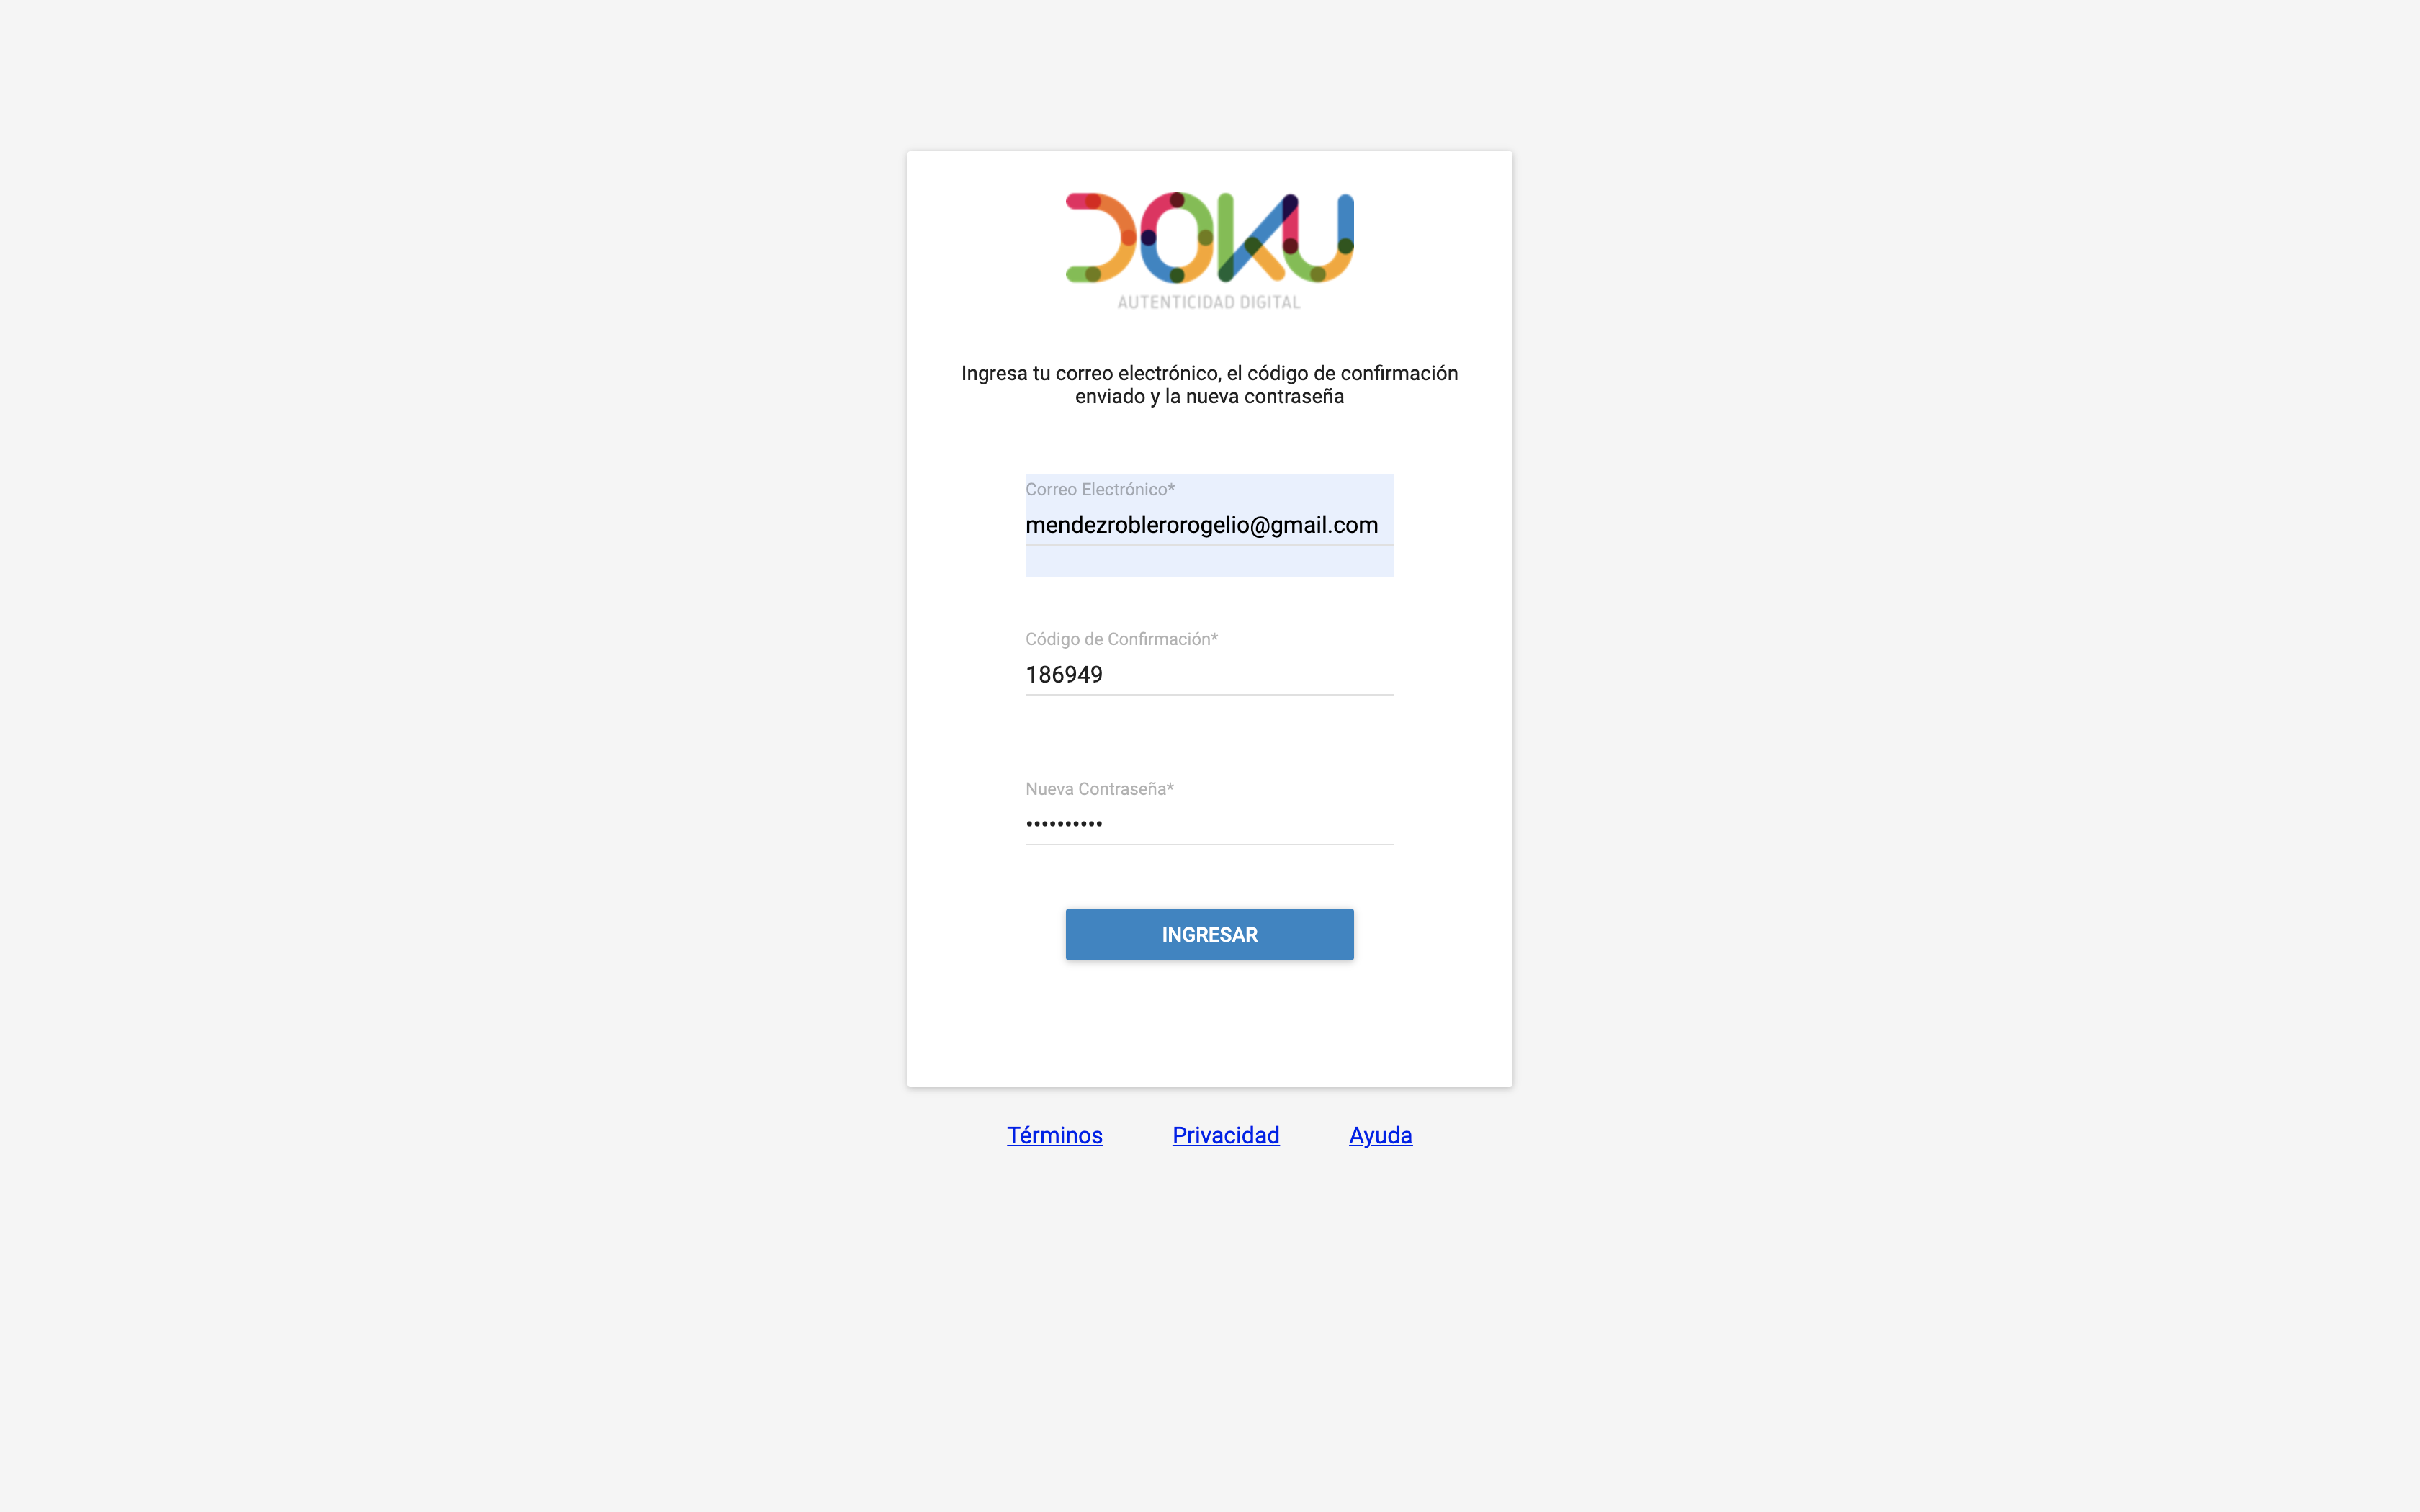 DOKU
AUTENTICIDAD DIGITAL
Ingresa tu correo electrónico, el código de confirmación
enviado y la nueva contraseña
Correo Electrónico*
mendezroblerorogelio@gmail.com
Código de Confirmación*
186949
Nueva Contraseña*
••••••••••
INGRESAR
Términos Privacidad Ayuda